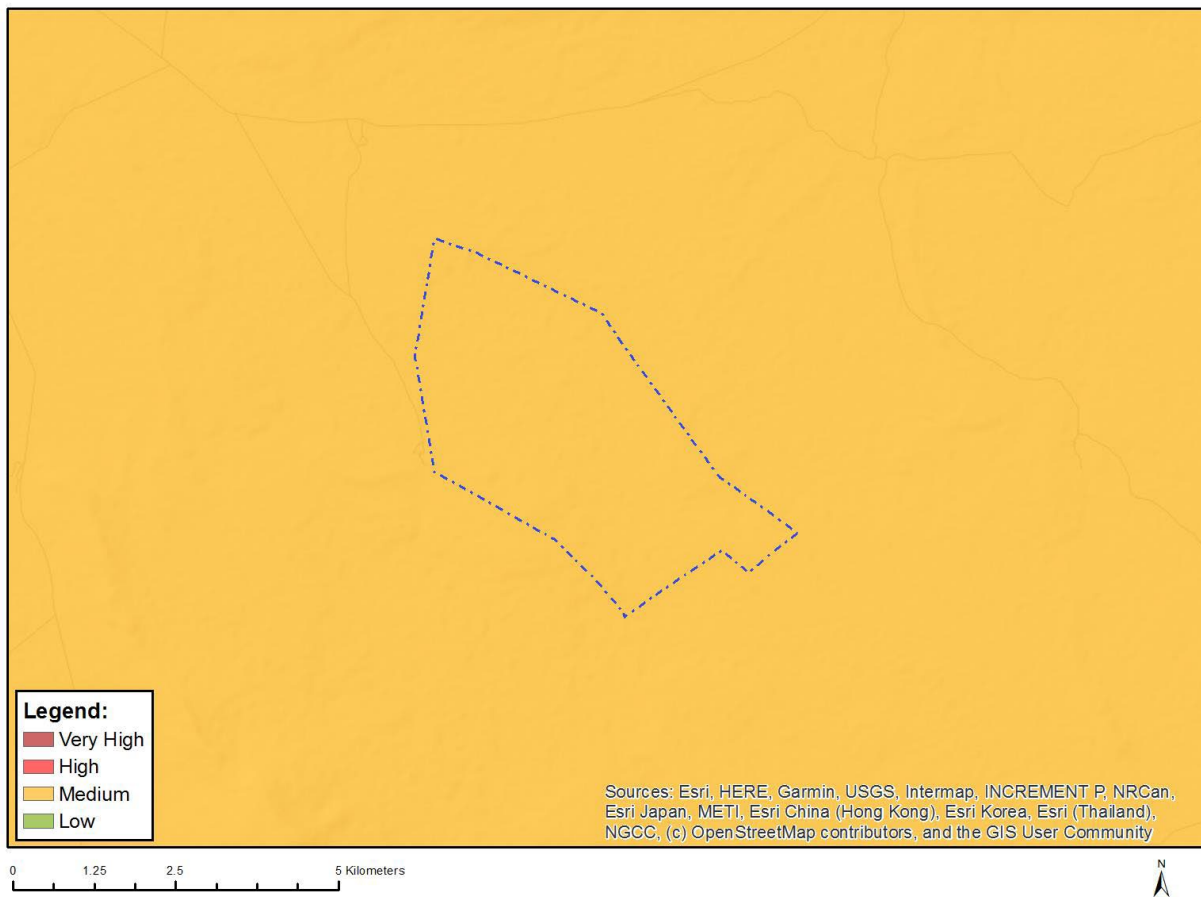 Legend:
Very High
High
Medium
Low
Sources: Esri, HERE, Garmin, USGS, Intermap, INCREMENT P, NRCan,
Esri Japan, METI, Esri China (Hong Kong), Esri Korea, Esri (Thailand),
NGCC, (c) OpenStreetMap contributors, and the GIS User Community
0 1.25 2.5 5 Kilometers
N